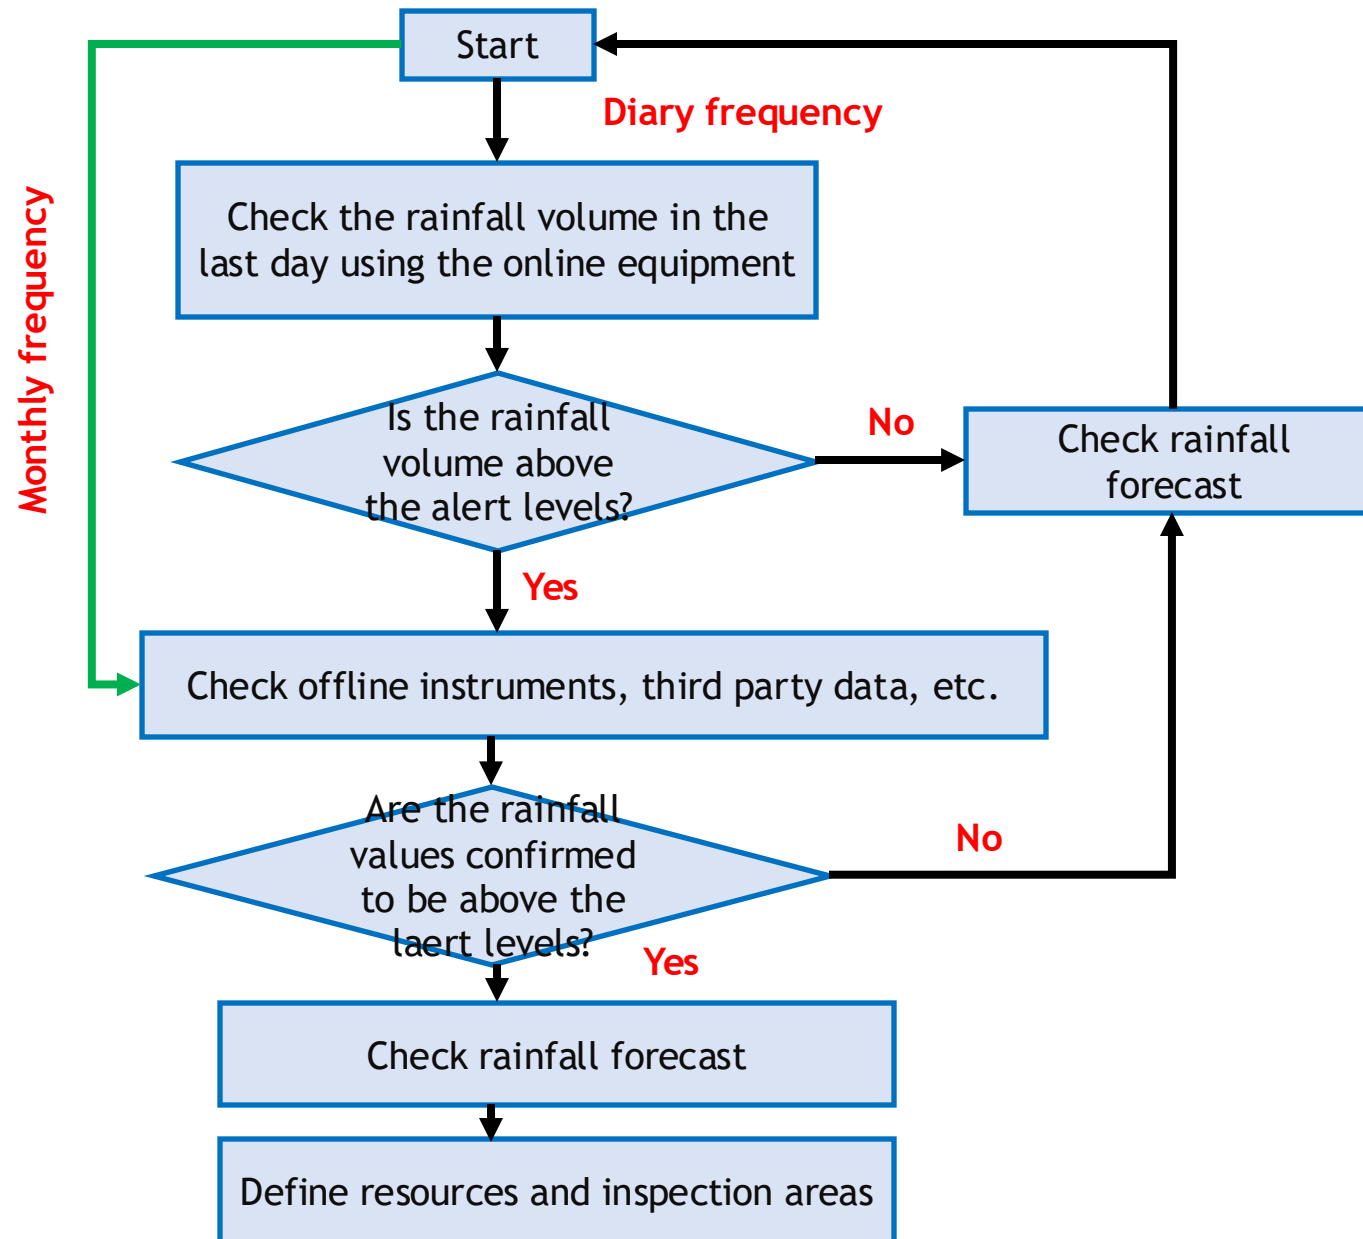 Start
Diary frequency
Monthly frequency
Check the rainfall volume in the
last day using the online equipment
Is the rainfall
volume above
the alert levels?
No
Check rainfall
forecast
Yes
Check offline instruments, third party data, etc.
Are the rainfall
values confirmed
to be above the
laert levels?
No
Yes
Check rainfall forecast
Define resources and inspection areas